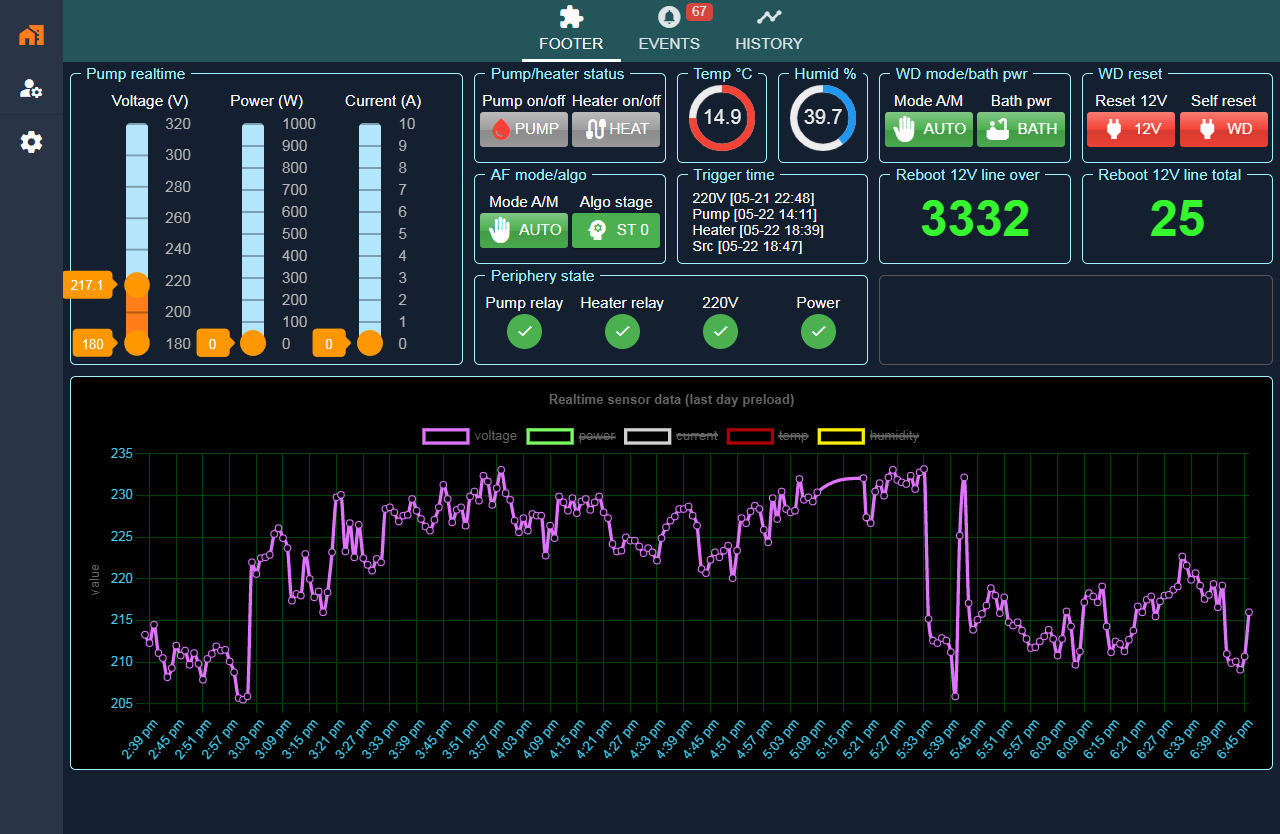 67
FOOTER EVENTS HISTORY
Pump realtime
Voltage (V) Power (W) Current (A)
320 1000 10
300 900 9
280 800 8
260 700 7
240 600 6
220 500 5
200 400 4
180 300 3
200 2
100 1
0 0
217.1
180 0 0
Pump/heater status
Pump on/off Heater on/off
PUMP HEAT
Temp °C
14.9
Humid %
39.7
WD mode/bath pwr
Mode A/M Bath pwr
AUTO BATH
WD reset
Reset 12V Self reset
12V WD
AF mode/algo
Mode A/M Algo stage
AUTO ST 0
Trigger time
220V [05-21 22:48]
Pump [05-22 14:11]
Heater [05-22 18:39]
Src [05-22 18:47]
Reboot 12V line over
3332
Reboot 12V line total
25
Periphery state
Pump relay Heater relay 220V Power
Realtime sensor data (last day preload)
voltage power current temp humidity
value
235
230
225
220
215
210
205
2:39 pm 2:45 pm 2:51 pm 2:57 pm 3:03 pm 3:09 pm 3:15 pm 3:21 pm 3:27 pm 3:33 pm 3:39 pm 3:45 pm 3:51 pm 3:57 pm 4:03 pm 4:09 pm 4:15 pm 4:21 pm 4:27 pm 4:33 pm 4:39 pm 4:45 pm 4:51 pm 4:57 pm 5:03 pm 5:09 pm 5:15 pm 5:21 pm 5:27 pm 5:33 pm 5:39 pm 5:45 pm 5:51 pm 5:57 pm 6:03 pm 6:09 pm 6:15 pm 6:21 pm 6:27 pm 6:33 pm 6:39 pm 6:45 pm